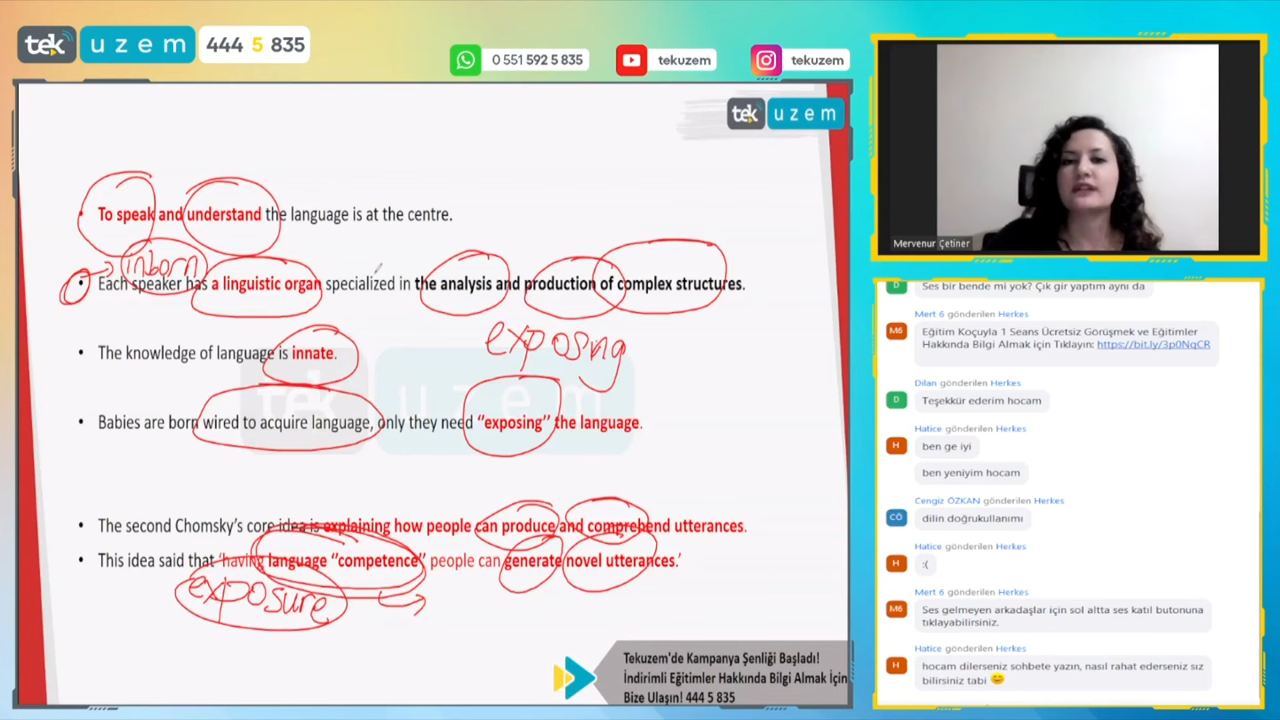 tek uzem 444 5 835
0 551 592 5 835
tekuzem
tekuzem
tek uzem
• To speak and understand the language is at the centre.
inborn
• Each speaker has a linguistic organ specialized in the analysis and production of complex structures.
exposing
• The knowledge of language is innate.
tek uzem
• Babies are born wired to acquire language, only they need “exposing” the language.
• The second Chomsky’s core idea is explaining how people can produce and comprehend utterances.
• This idea said that ‘having language “competence” people can generate novel utterances.’
exposure
Tekuzem'de Kampanya Şenliği Başladı!
İndirimli Eğitimler Hakkında Bilgi Almak İçin
Bize Ulaşın! 444 5 835
Mervenur Çetiner
D
Ses bir bende mi yok? Çık gir yaptım aynı da
Mert 6 gönderilen Herkes
M6
Eğitim Koçuyla 1 Seans Ücretsiz Görüşmek ve Eğitimler
Hakkında Bilgi Almak için Tıklayın: https://bit.ly/3p0NqCR
Dilan gönderilen Herkes
D
Teşekkür ederim hocam
Hatice gönderilen Herkes
H
ben ge iyi
ben yeniyim hocam
Cengiz ÖZKAN gönderilen Herkes
CÖ
dilin doğrukullanımı
Hatice gönderilen Herkes
H
:(
Mert 6 gönderilen Herkes
M6
Ses gelmeyen arkadaşlar için sol altta ses katıl butonuna
tıklayabilirsiniz.
Hatice gönderilen Herkes
H
hocam dilerseniz sohbete yazın, nasıl rahat ederseniz sız
bilirsiniz tabi 😄